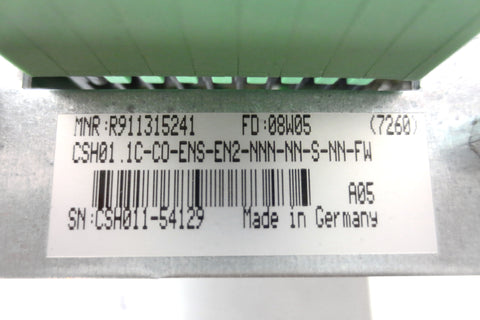 MNR:R911315241 FD:08W05 (7260)
CSH01.1C-CO-ENS-EN2-NNN-NN-S-NN-FW
A05
SN:CSA011-54129 Made in Germany